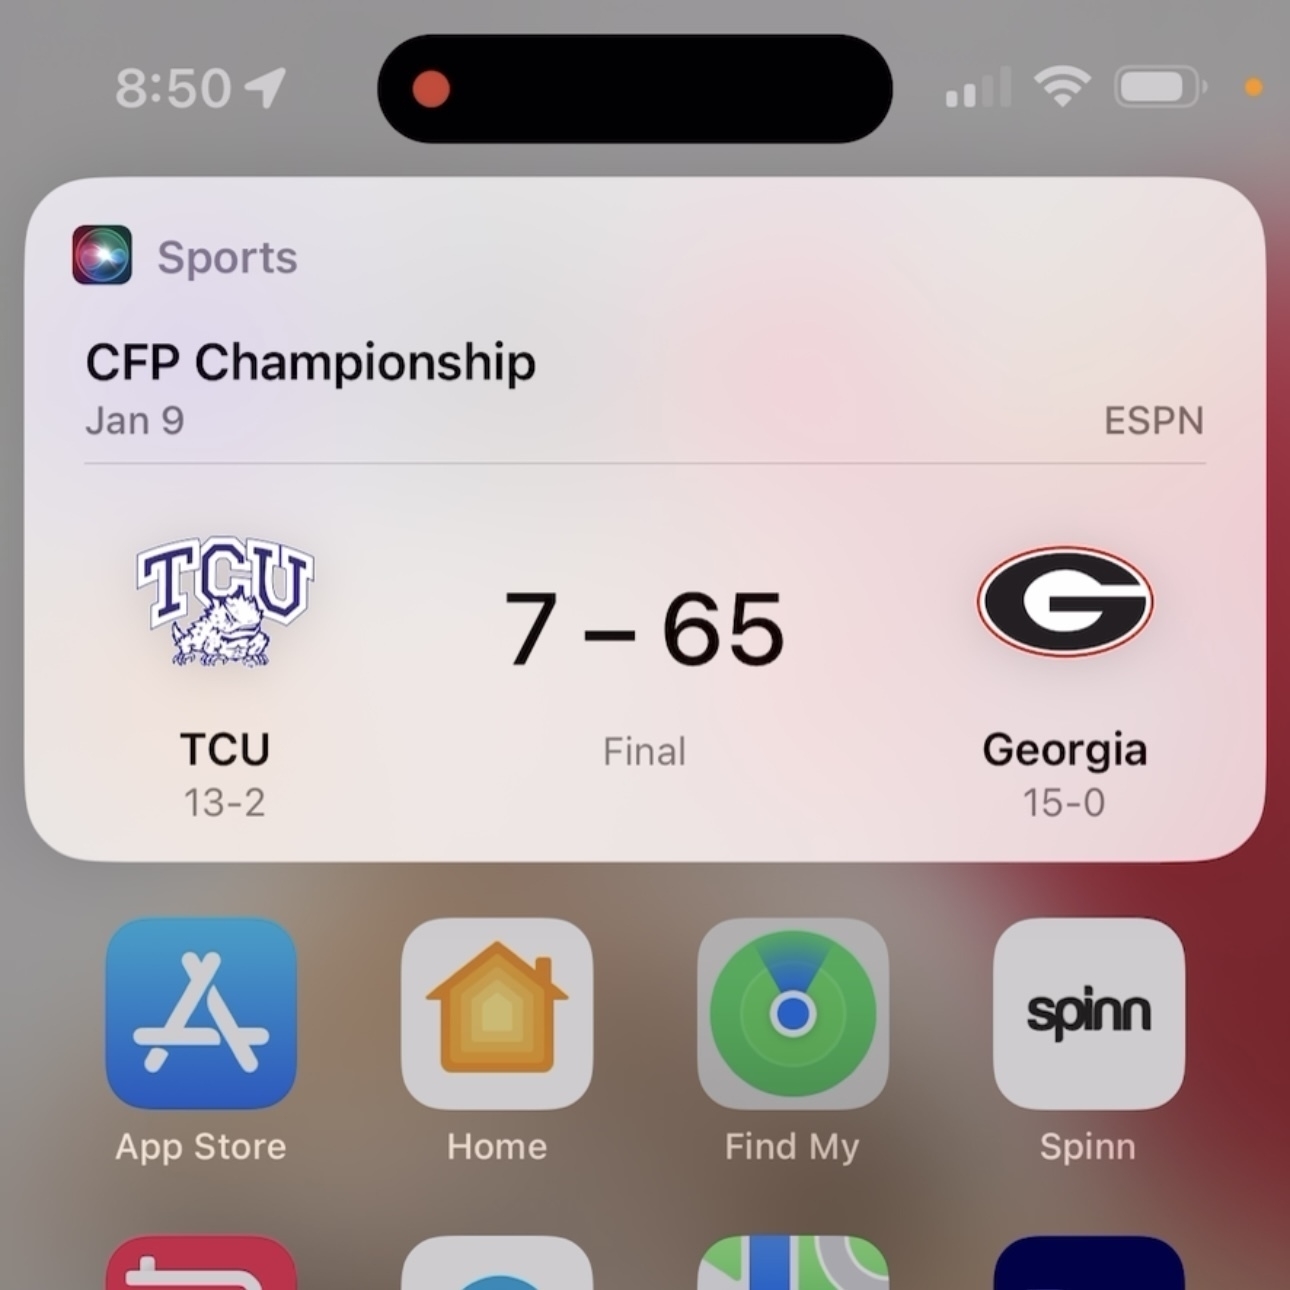 8:50
Sports
CFP Championship
Jan 9
ESPN
TCU
7 – 65
G
TCU
Final
Georgia
13-2
15-0
spinn
App Store
Home
Find My
Spinn